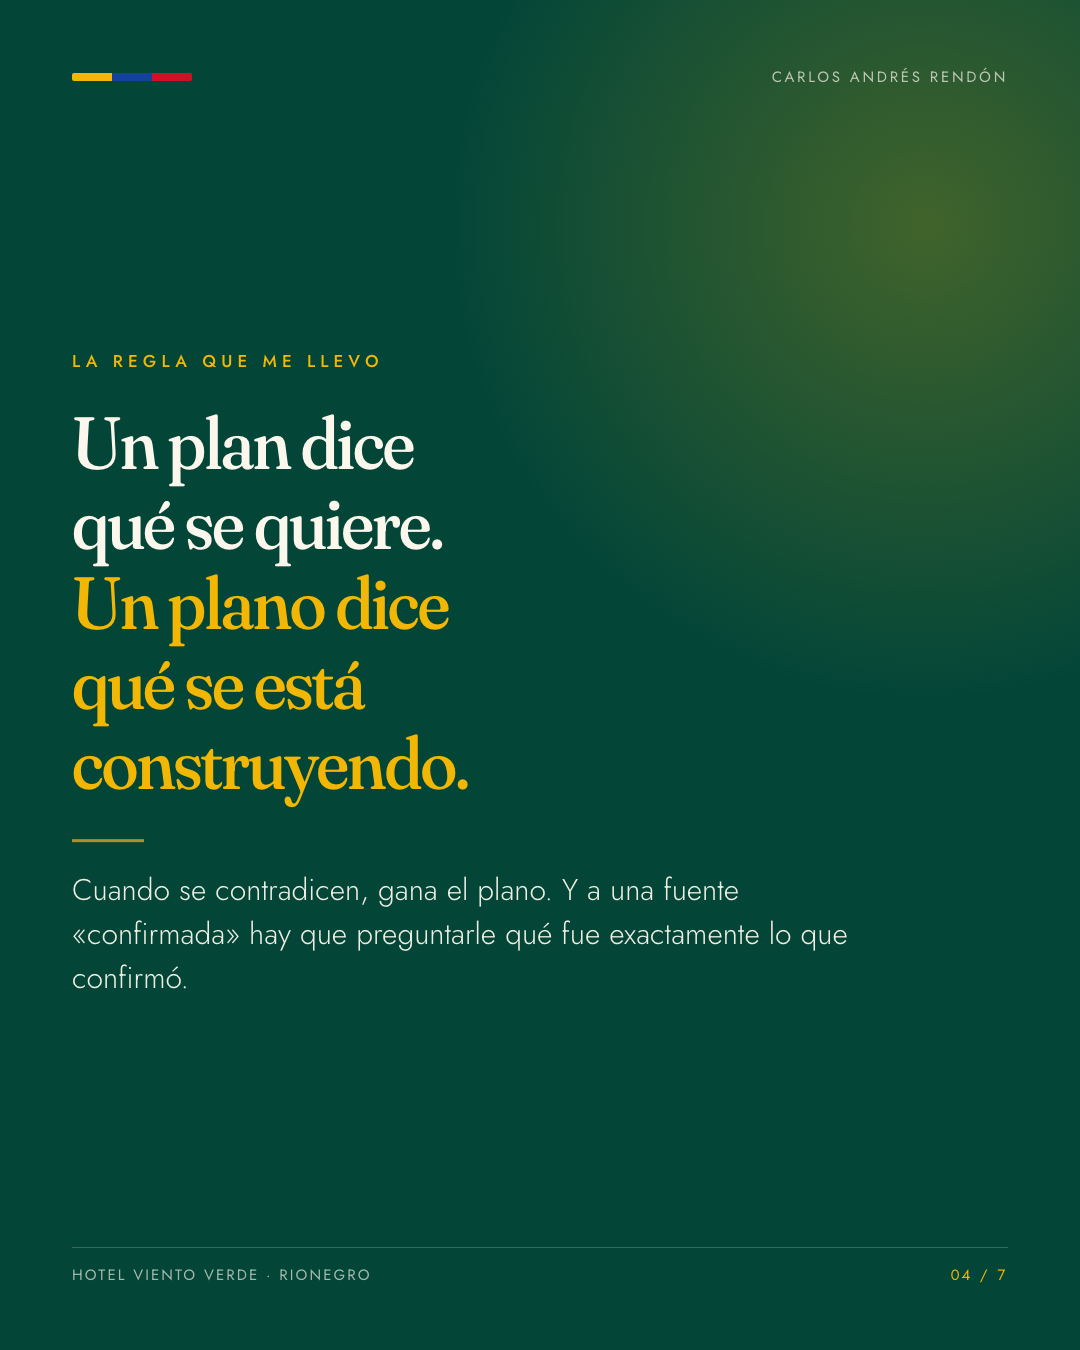 CARLOS ANDRÉS RENDÓN
LA REGLA QUE ME LLEVO
Un plan dice
qué se quiere.
Un plano dice
qué se está
construyendo.
Cuando se contradicen, gana el plano. Y a una fuente
«confirmada» hay que preguntarle qué fue exactamente lo que
confirmó.
HOTEL VIENTO VERDE · RIONEGRO
04 / 7